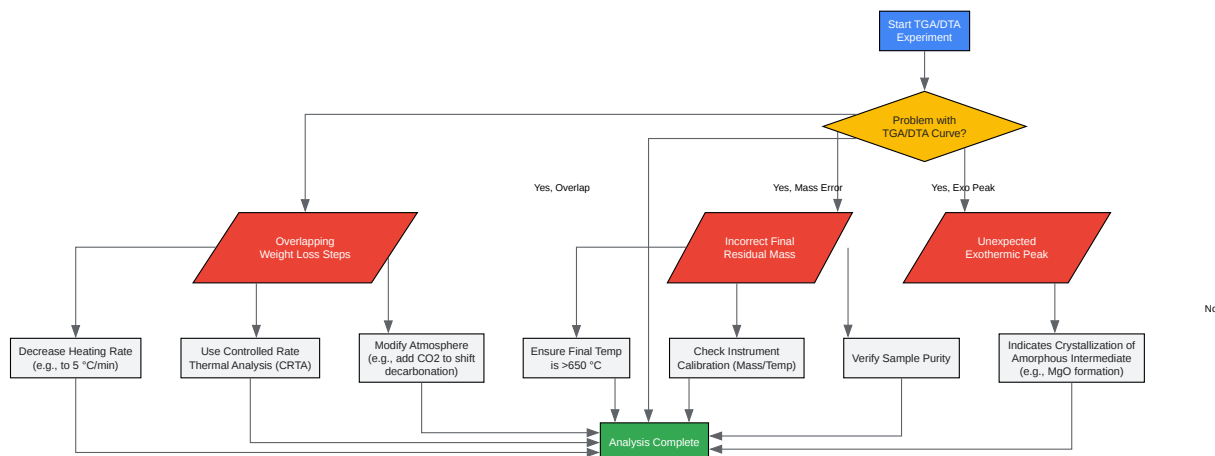 Start TGA/DTA
Experiment
Problem with
TGA/DTA Curve?
Yes, Overlap
Yes, Mass Error
Yes, Exo Peak
Overlapping
Weight Loss Steps
Incorrect Final
Residual Mass
Unexpected
Exothermic Peak
No
Decrease Heating Rate
(e.g., to 5 °C/min)
Use Controlled Rate
Thermal Analysis (CRTA)
Modify Atmosphere
(e.g., add CO2 to shift
decarbonation)
Ensure Final Temp
is >650 °C
Check Instrument
Calibration (Mass/Temp)
Verify Sample Purity
Indicates Crystallization of
Amorphous Intermediate
(e.g., MgO formation)
Analysis Complete